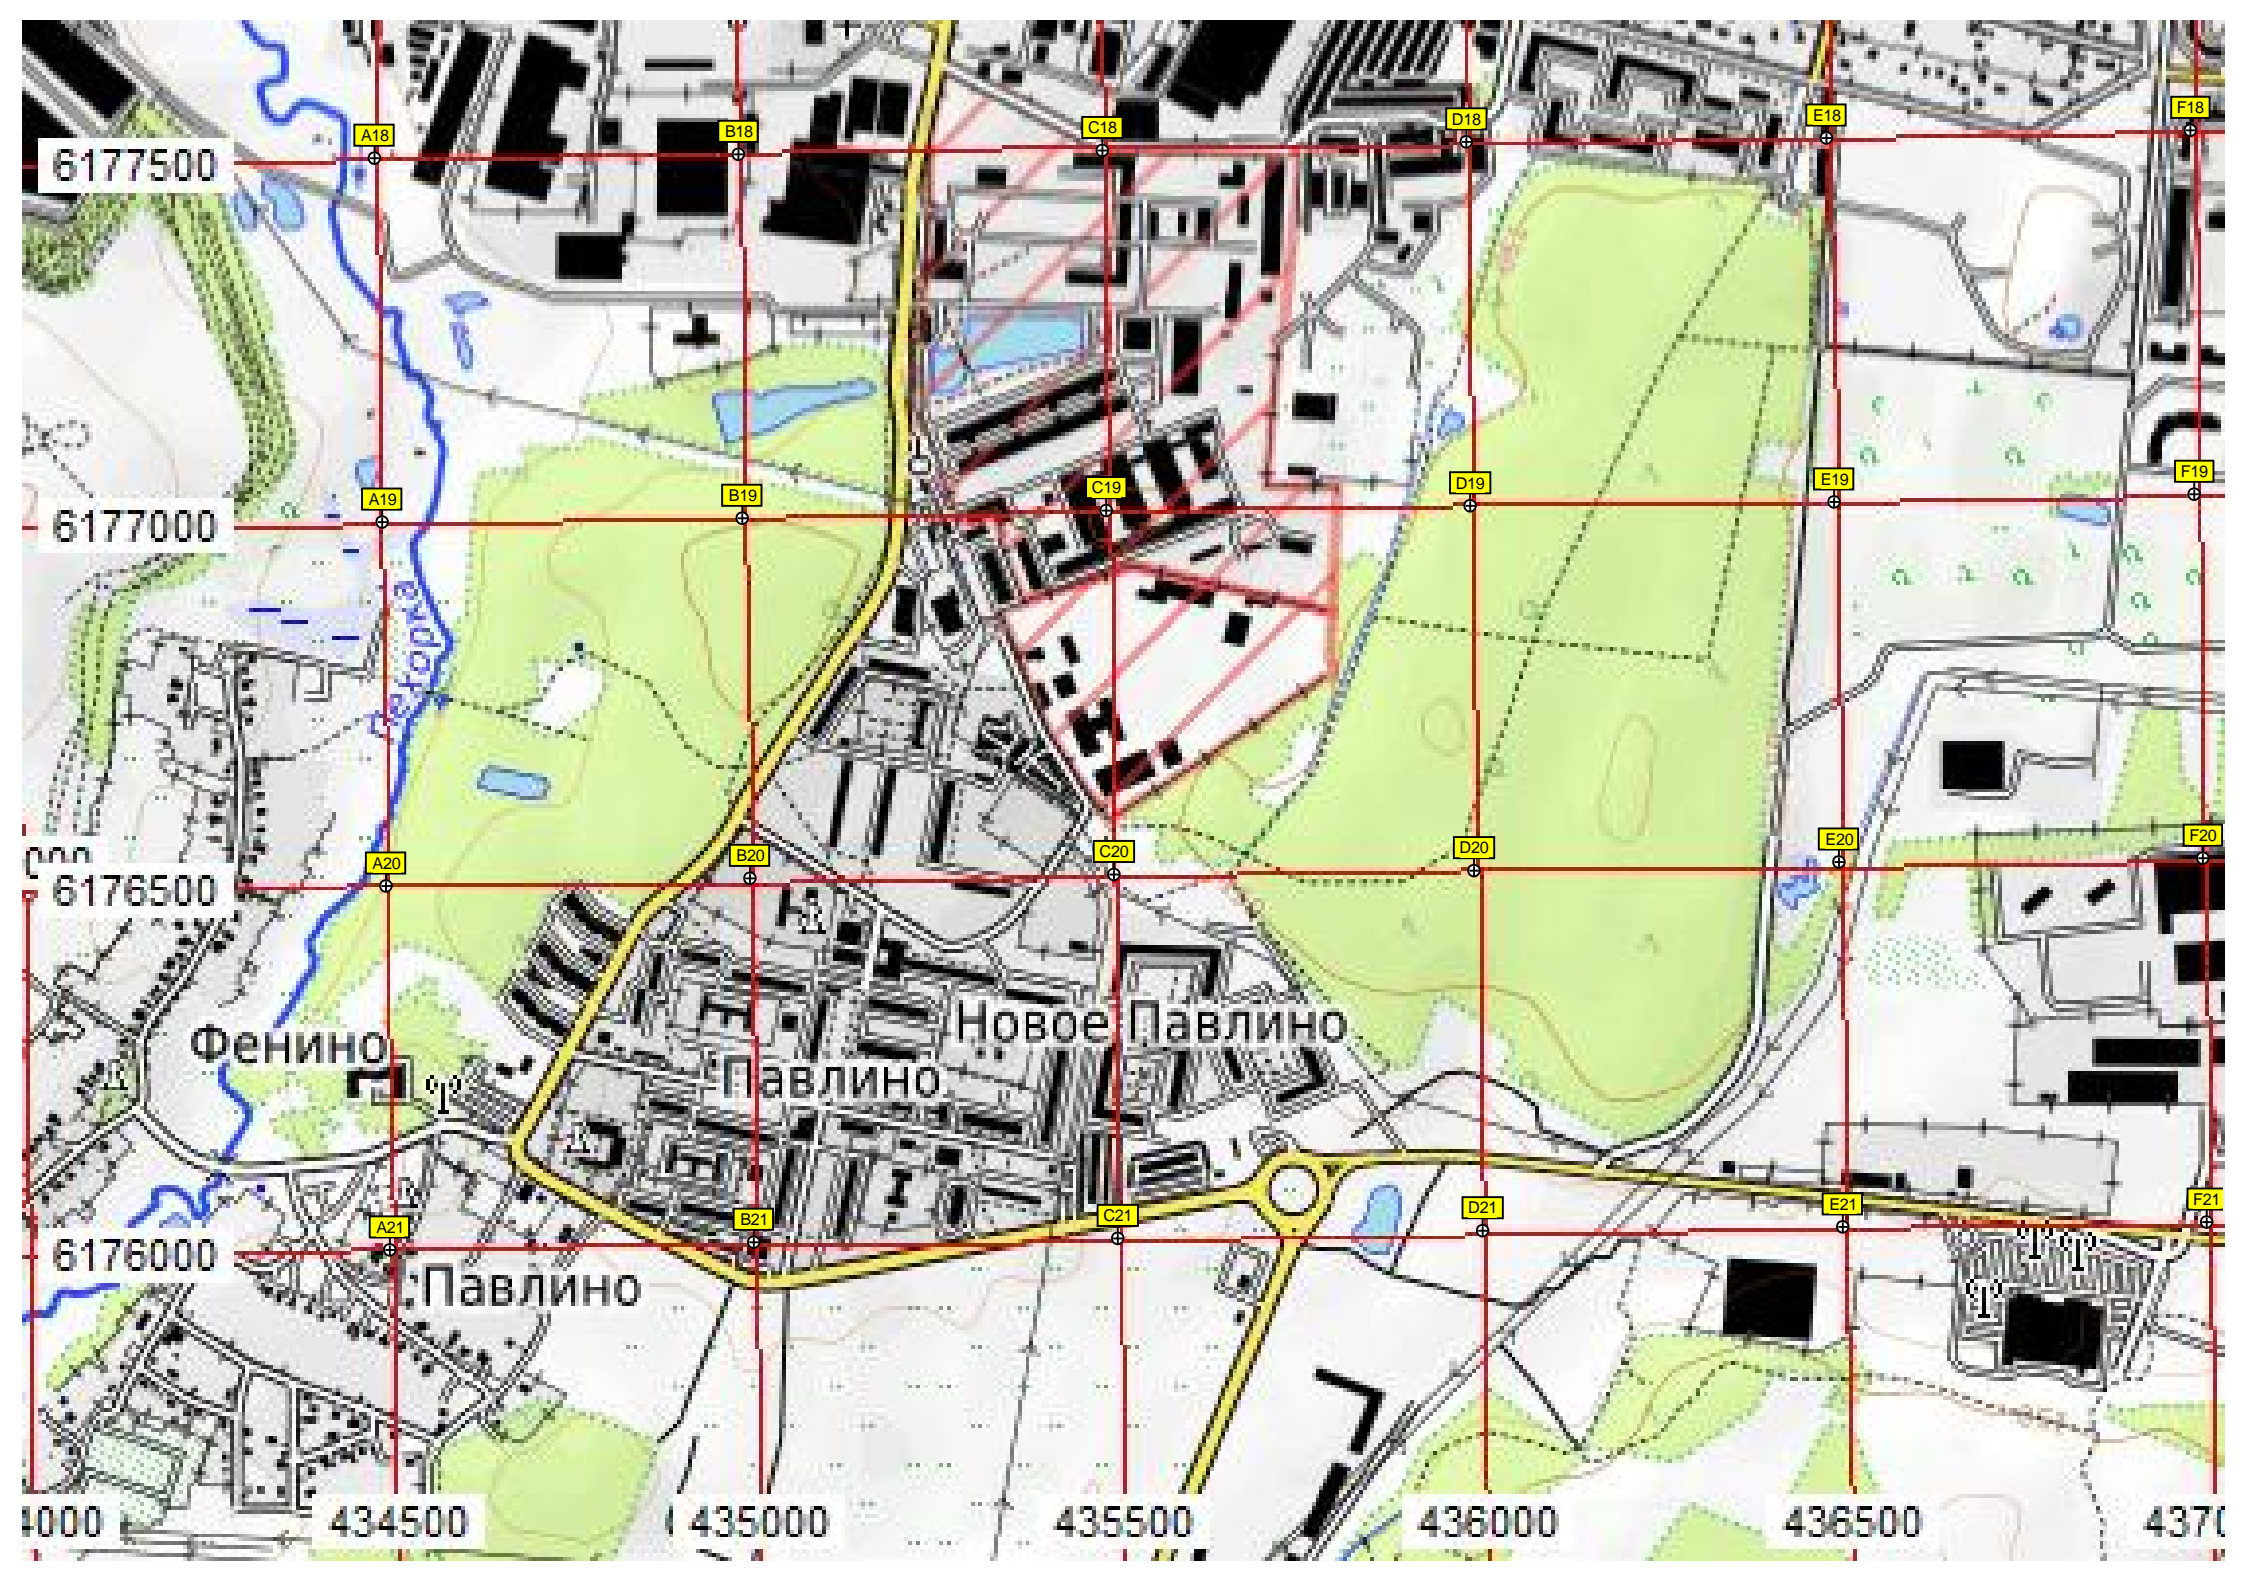 A18
B18
C18
D18
E18
F18
6177500
A19
B19
C19
D19
E19
F19
6177000
Пехорка
A20
B20
C20
D20
E20
F20
6176500
Новое Павлино
Фенино
Павлино
A21
B21
C21
D21
E21
F21
6176000
Павлино
434500
435000
435500
436000
436500